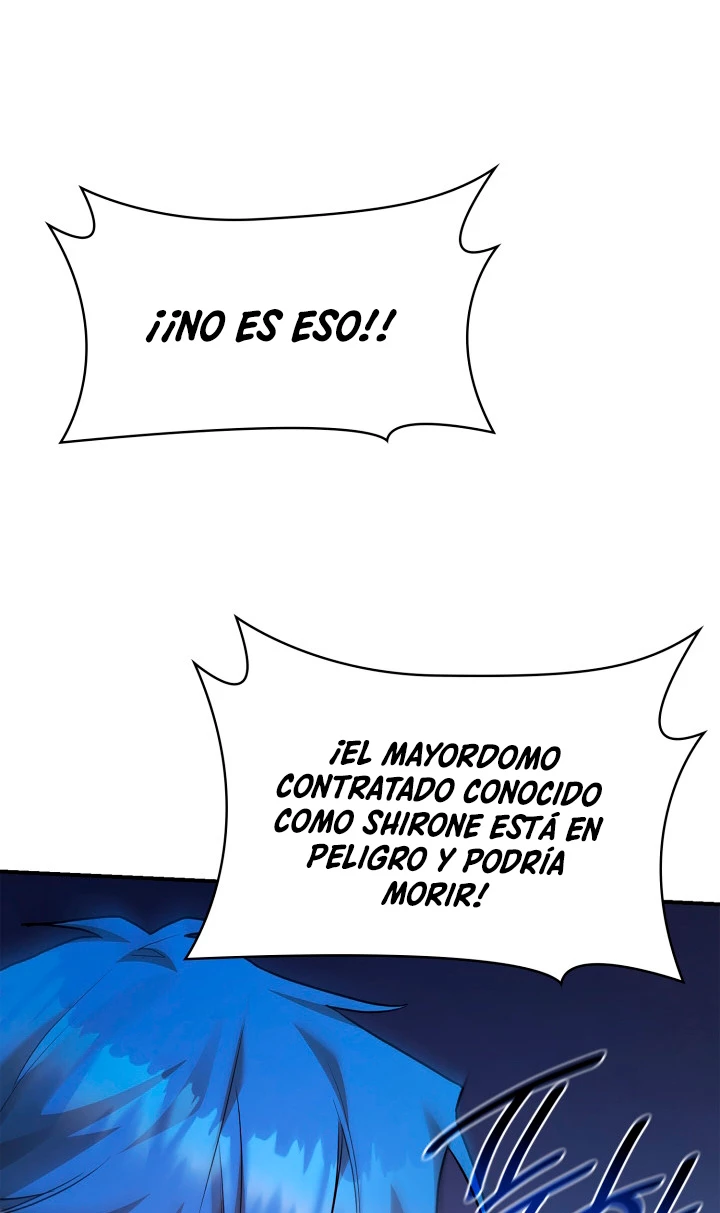 ¡¡NO ES ESO!!
¡EL MAYORDOMO
CONTRATADO CONOCIDO
COMO SHIRONE ESTÁ EN
PELIGRO Y PODRÍA
MORIR!